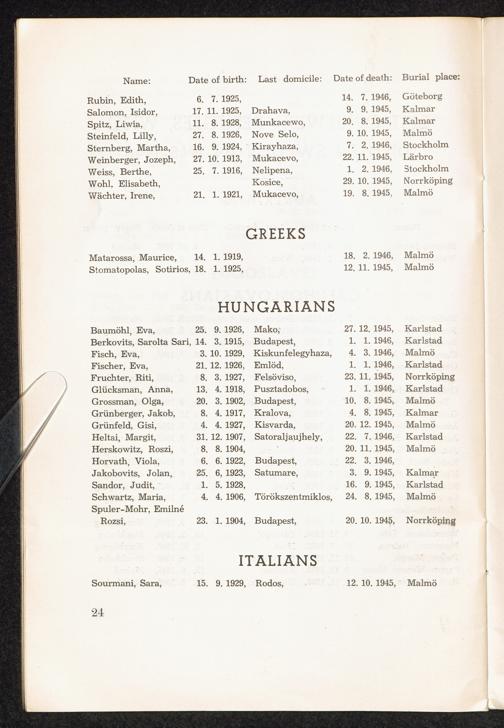 Name: Date of birth: Last domicile: Date of death: Burial place:
Rubin, Edith, 6. 7. 1925, 14. 7. 1946, Göteborg
Salomon, Isidor, 17. 11. 1925, Drahava, 9. 9. 1945, Kalmar
Spitz, Liwia, 11. 8. 1928, Munkacewo, 20. 8. 1945, Kalmar
Steinfeld, Lilly, 27. 8. 1926, Nove Selo, 9. 10. 1945, Malmö
Sternberg, Martha, 16. 9. 1924, Kirayhaza, 7. 2. 1946, Stockholm
Weinberger, Jozeph, 27. 10. 1913, Mukacevo, 22. 11. 1945, Lärbro
Weiss, Berthe, 25. 7. 1916, Nelipena, 1. 2. 1946, Stockholm
Wohl, Elisabeth, Kosice, 29. 10. 1945, Norrköping
Wächter, Irene, 21. 1. 1921, Mukacevo, 19. 8. 1945, Malmö
GREEKS
Matarossa, Maurice, 14. 1. 1919, 18. 2. 1946, Malmö
Stomatopolas, Sotirios, 18. 1. 1925, 12. 11. 1945, Malmö
HUNGARIANS
Baumöhl, Eva, 25. 9. 1926, Mako, 27. 12. 1945, Karlstad
Berkovits, Sarolta Sari, 14. 3. 1915, Budapest, 1. 1. 1946, Karlstad
Fisch, Eva, 3. 10. 1929, Kiskunfelegyhaza, 4. 3. 1946, Malmö
Fischer, Eva, 21. 12. 1926, Emlöd, 1. 1. 1946, Karlstad
Fruchter, Riti, 8. 3. 1927, Felsöviso, 23. 11. 1945, Norrköping
Glücksman, Anna, 13. 4. 1918, Pusztadobos, 1. 1. 1946, Karlstad
Grossman, Olga, 20. 3. 1902, Budapest, 10. 8. 1945, Malmö
Grünberger, Jakob, 8. 4. 1917, Kralova, 4. 8. 1945, Kalmar
Grünfeld, Gisi, 4. 4. 1927, Kisvarda, 20. 12. 1945, Malmö
Heltai, Margit, 31. 12. 1907, Satoraljaujhely, 22. 7. 1946, Karlstad
Herskowitz, Roszi, 8. 8. 1904, 20. 11. 1945, Malmö
Horvath, Viola, 6. 6. 1922, Budapest, 22. 3. 1946,
Jakobovits, Jolan, 25. 6. 1923, Satumare, 3. 9. 1945, Kalmar
Sandor, Judit, 1. 5. 1928, 16. 9. 1945, Karlstad
Schwartz, Maria, 4. 4. 1906, Törökszentmiklos, 24. 8. 1945, Malmö
Spuler-Mohr, Emilné
Rozsi, 23. 1. 1904, Budapest, 20. 10. 1945, Norrköping
ITALIANS
Sourmani, Sara, 15. 9. 1929, Rodos, 12. 10. 1945, Malmö
24